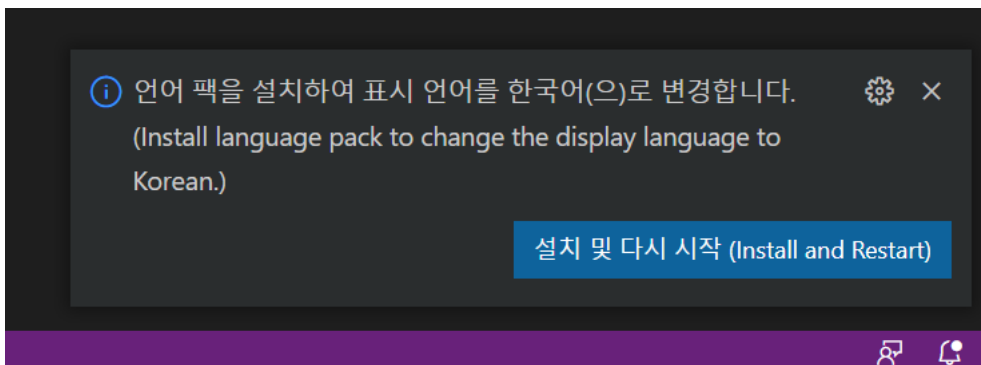 언어 팩을 설치하여 표시 언어를 한국어(으)로 변경합니다.
(Install language pack to change the display language to
Korean.)
설치 및 다시 시작 (Install and Restart)